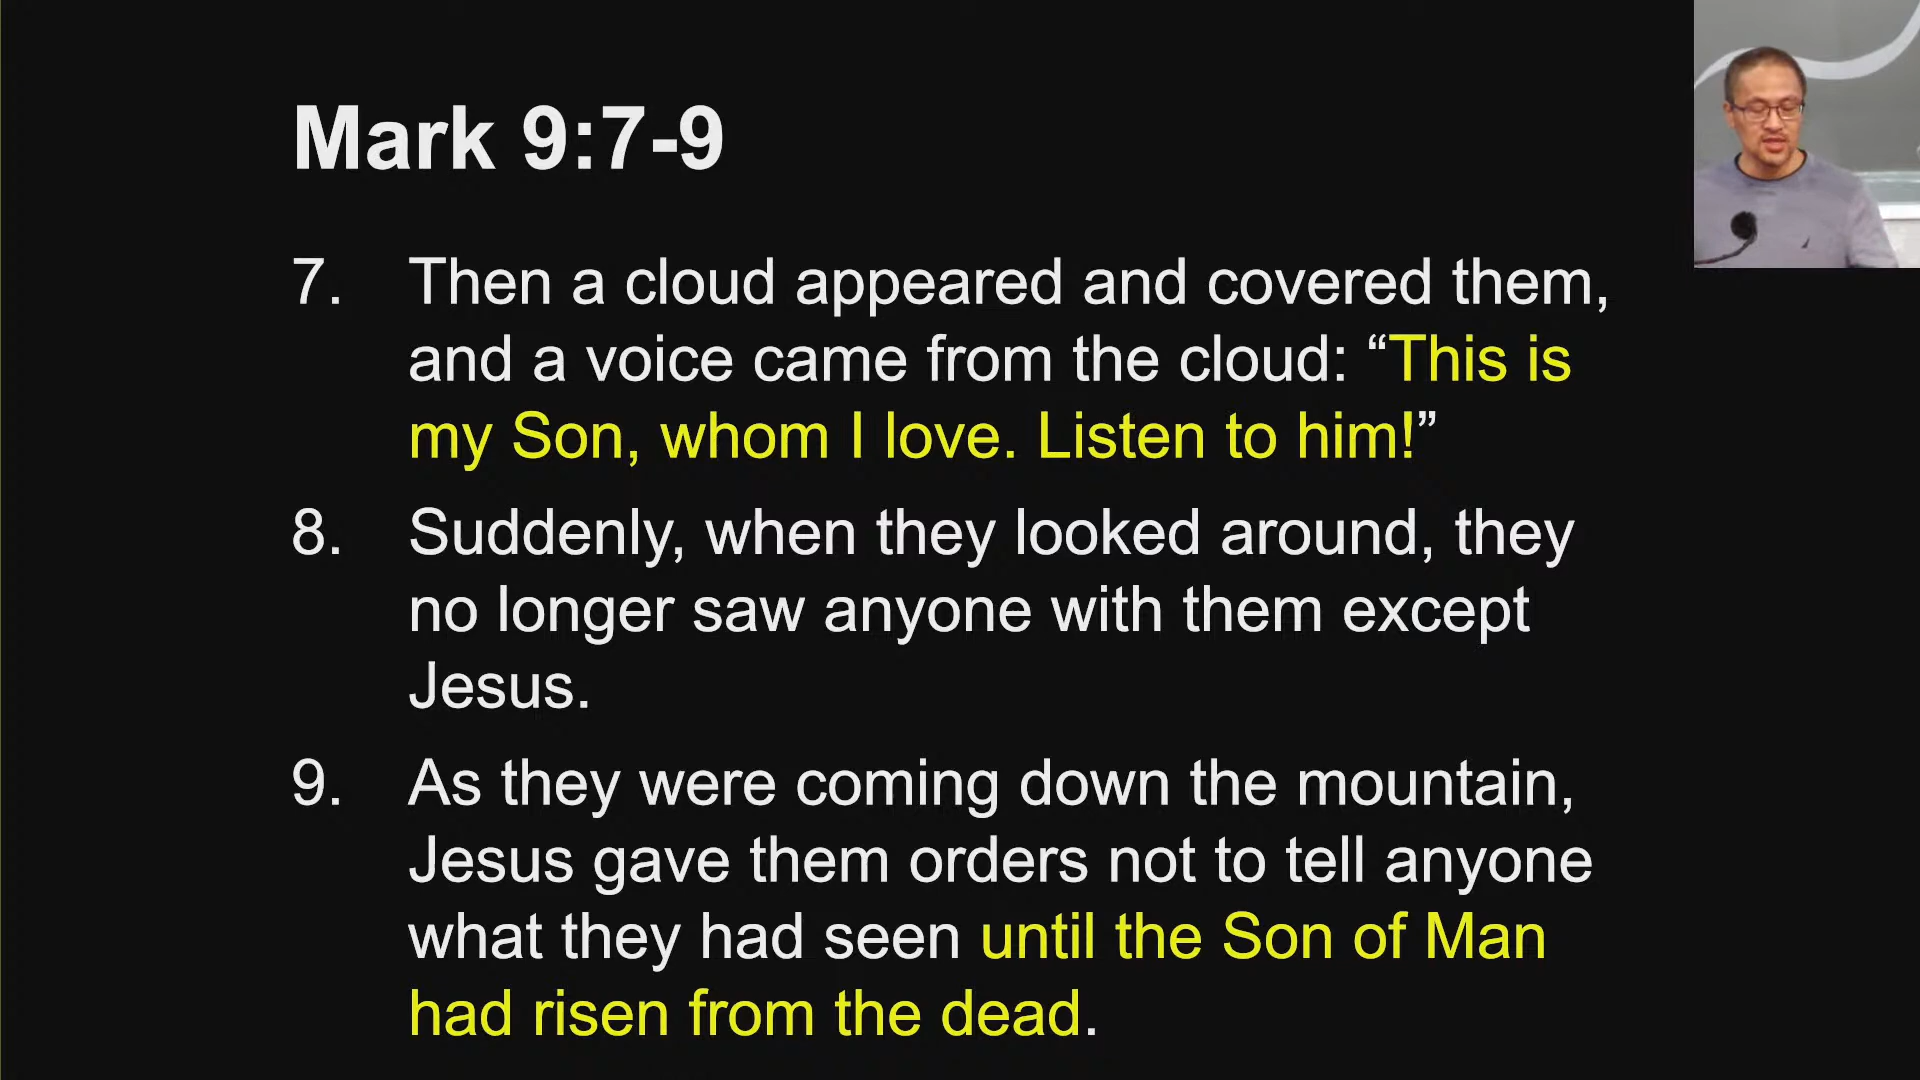 Mark 9:7-9
7. Then a cloud appeared and covered them,
and a voice came from the cloud: “This is
my Son, whom I love. Listen to him!”
8. Suddenly, when they looked around, they
no longer saw anyone with them except
Jesus.
9. As they were coming down the mountain,
Jesus gave them orders not to tell anyone
what they had seen until the Son of Man
had risen from the dead.